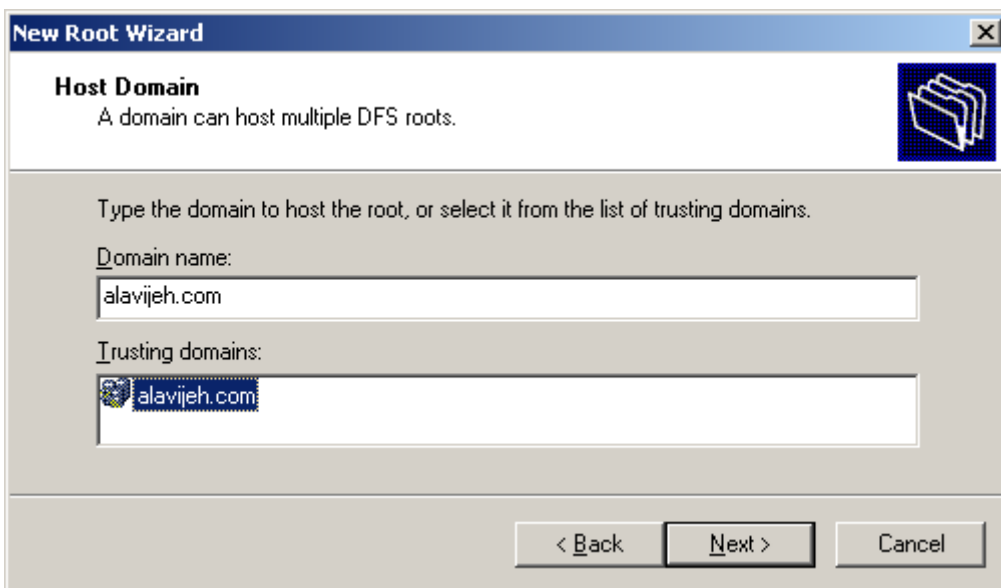 New Root Wizard
Host Domain
A domain can host multiple DFS roots.
Type the domain to host the root, or select it from the list of trusting domains.
Domain name:
alavijeh.com
Trusting domains:
alavijeh.com
< Back Next > Cancel